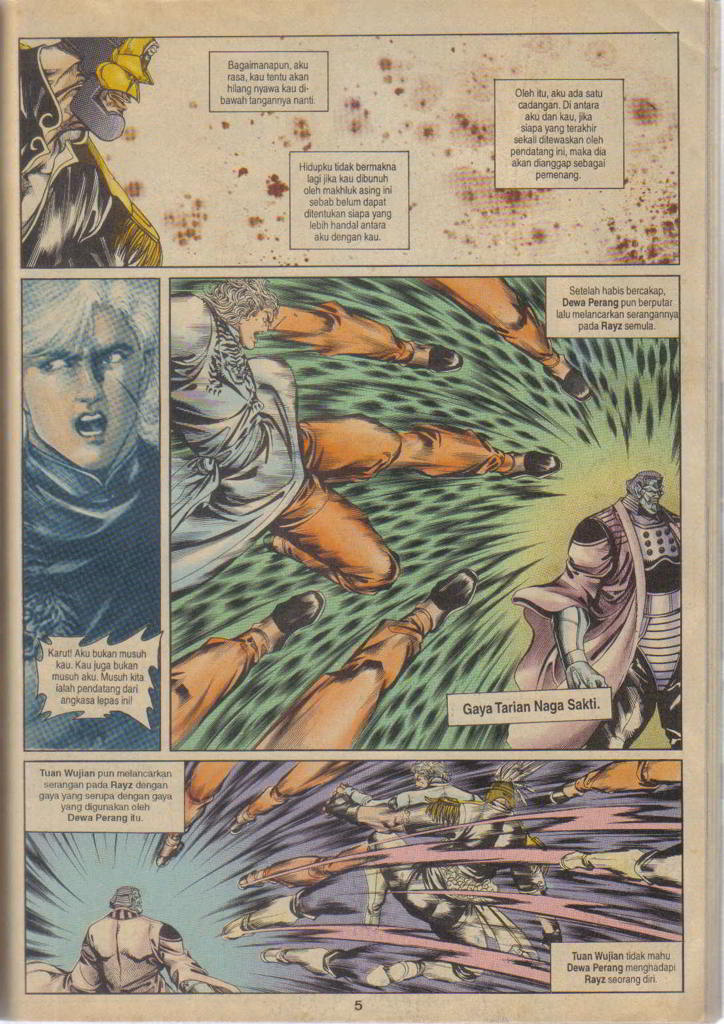 Bagaimanapun, aku
rasa, kau tentu akan
hilang nyawa kau di-
bawah tangannya nanti.
Hidupku tidak bermakna
lagi jika kau dibunuh
oleh makhluk asing ini
sebab belum dapat
ditentukan siapa yang
lebih handal antara
aku dengan kau.
Oleh itu, aku ada satu
cadangan. Di antara
aku dan kau, jika
siapa yang terakhir
sekali ditewaskan oleh
pendatang ini, maka dia
akan dianggap sebagai
pemenang.
Karut! Aku bukan musuh
kau. Kau juga bukan
musuh aku. Musuh kita
ialah pendatang dari
angkasa lepas ini!
Setelah habis bercakap,
Dewa Perang pun berputar
lalu melancarkan serangannya
pada Rayz semula.
Gaya Tarian Naga Sakti.
Tuan Wujian pun melancarkan
serangan pada Rayz dengan
gaya yang serupa dengan gaya
yang digunakan oleh
Dewa Perang itu.
Tuan Wujian tidak mahu
Dewa Perang menghadapi
Rayz seorang diri.
5